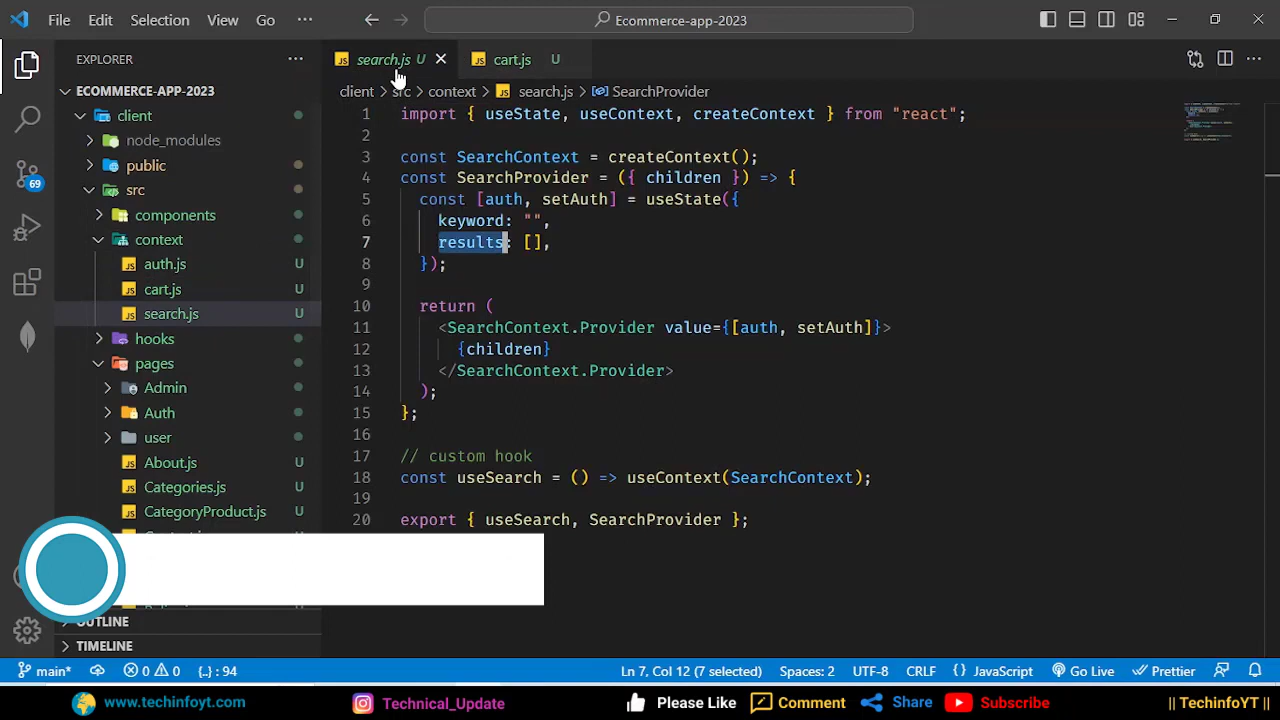 File Edit Selection View Go Ecommerce-app-2023
EXPLORER
ECOMMERCE-APP-2023
client
node_modules
public
src
components
context
auth.js U
cart.js U
search.js U
hooks
pages
Admin
Auth
user
About.js U
Categories.js U
CategoryProduct.js U
OUTLINE
TIMELINE
69
search.js U cart.js U
client > src > context > search.js > SearchProvider
1 import { useState, useContext, createContext } from "react";
2
3 const SearchContext = createContext();
4 const SearchProvider = ({ children }) => {
5 const [auth, setAuth] = useState({
6 keyword: "",
7 results: [],
8 });
9
10 return (
11 <SearchContext.Provider value={[auth, setAuth]}>
12 {children}
13 </SearchContext.Provider>
14 );
15 };
16
17 // custom hook
18 const useSearch = () => useContext(SearchContext);
19
20 export { useSearch, SearchProvider };
main* 0 0 {..} : 94 Ln 7, Col 12 (7 selected) Spaces: 2 UTF-8 CRLF {} JavaScript Go Live Prettier
www.techinfoyt.com Technical_Update Please Like Comment Share Subscribe || TechinfoYT ||